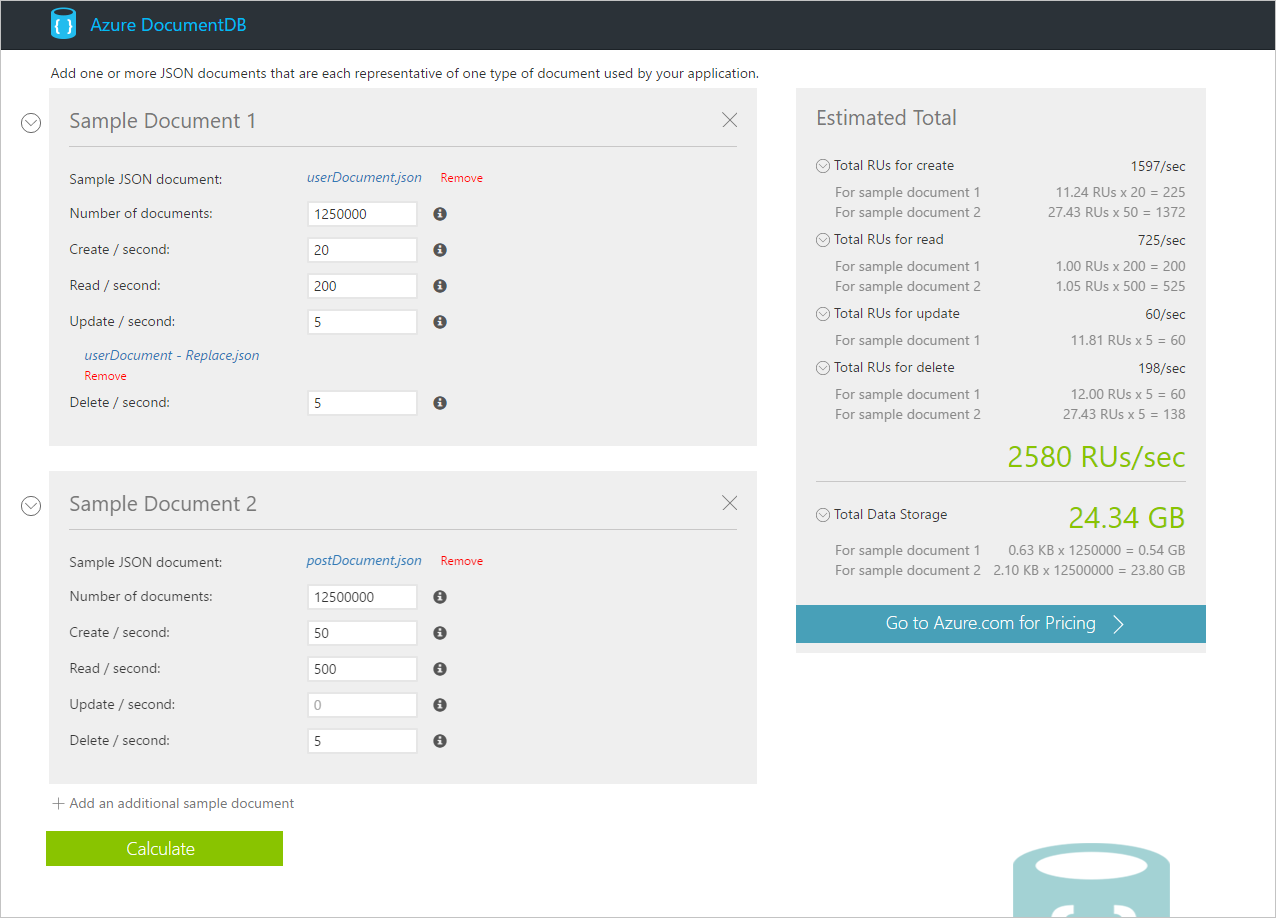 Azure DocumentDB
Add one or more JSON documents that are each representative of one type of document used by your application.
Sample Document 1
Sample JSON document: userDocument.json Remove
Number of documents: 1250000
Create / second: 20
Read / second: 200
Update / second: 5
userDocument - Replace.json
Remove
Delete / second: 5
Sample Document 2
Sample JSON document: postDocument.json Remove
Number of documents: 12500000
Create / second: 50
Read / second: 500
Update / second: 0
Delete / second: 5
Add an additional sample document
Calculate
Estimated Total
Total RUs for create 1597/sec
For sample document 1 11.24 RUs x 20 = 225
For sample document 2 27.43 RUs x 50 = 1372
Total RUs for read 725/sec
For sample document 1 1.00 RUs x 200 = 200
For sample document 2 1.05 RUs x 500 = 525
Total RUs for update 60/sec
For sample document 1 11.81 RUs x 5 = 60
Total RUs for delete 198/sec
For sample document 1 12.00 RUs x 5 = 60
For sample document 2 27.43 RUs x 5 = 138
2580 RUs/sec
Total Data Storage 24.34 GB
For sample document 1 0.63 KB x 1250000 = 0.54 GB
For sample document 2 2.10 KB x 12500000 = 23.80 GB
Go to Azure.com for Pricing